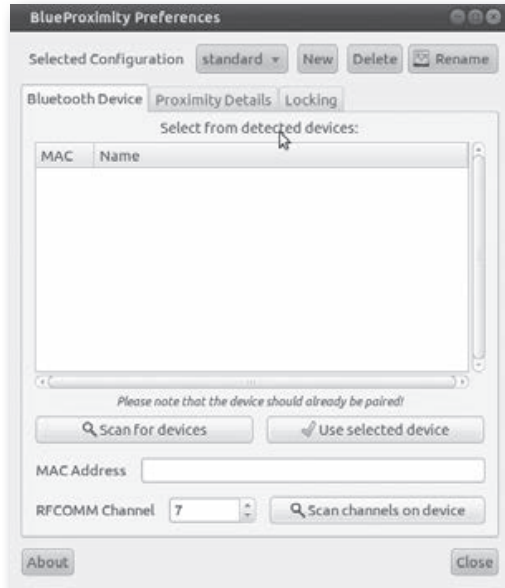 BlueProximity Preferences
Selected Configuration standard New Delete Rename
Bluetooth Device Proximity Details Locking
Select from detected devices:
MAC Name
Please note that the device should already be paired!
Scan for devices Use selected device
MAC Address
RFCOMM Channel 7 Scan channels on device
About Close